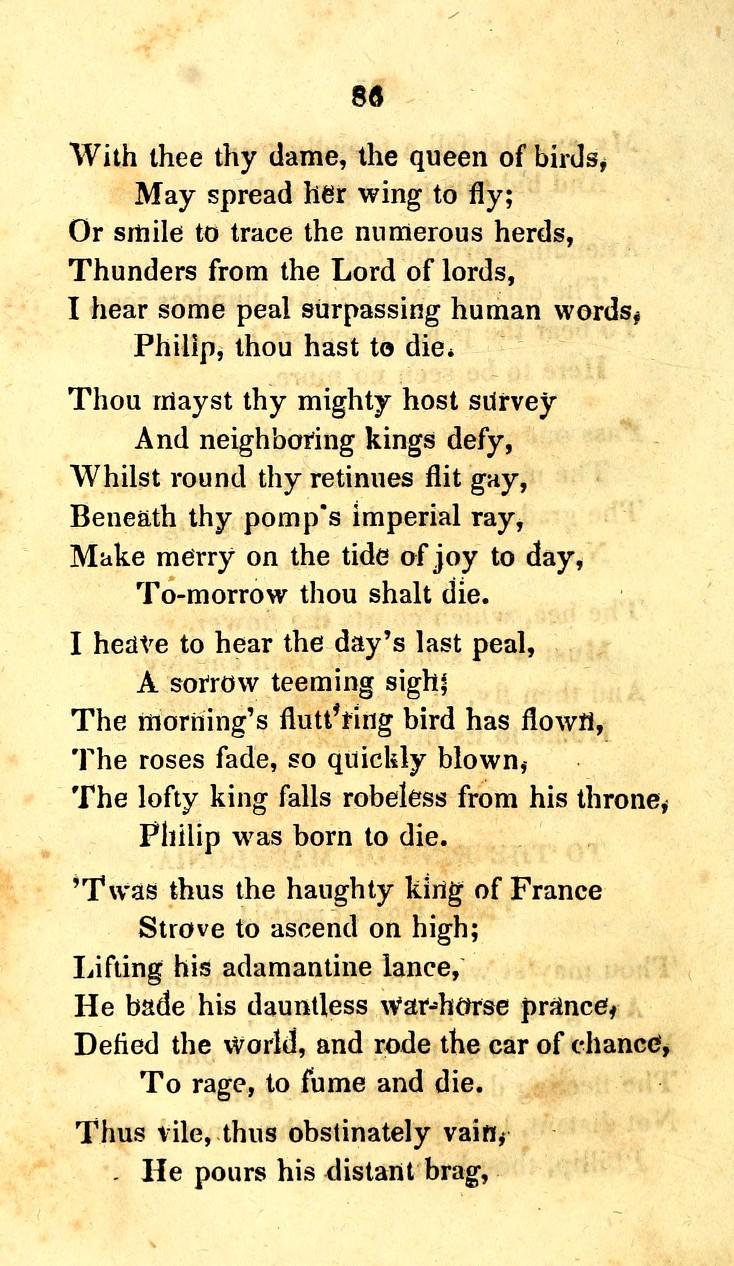 86
With thee thy dame, the queen of birds,
May spread her wing to fly;
Or smile to trace the numerous herds,
Thunders from the Lord of lords,
I hear some peal surpassing human words,
Philip, thou hast to die.
Thou mayst thy mighty host survey
And neighboring kings defy,
Whilst round thy retinues flit gay,
Beneath thy pomp's imperial ray,
Make merry on the tide of joy to day,
To-morrow thou shalt die.
I heave to hear the day's last peal,
A sorrow teeming sigh;
The morning's flutt'ring bird has flown,
The roses fade, so quickly blown,
The lofty king falls robeless from his throne,
Philip was born to die.
'Twas thus the haughty king of France
Strove to ascend on high;
Lifting his adamantine lance,
He bade his dauntless war-horse prance,
Defied the world, and rode the car of chance,
To rage, to fume and die.
Thus vile, thus obstinately vain,
He pours his distant brag,